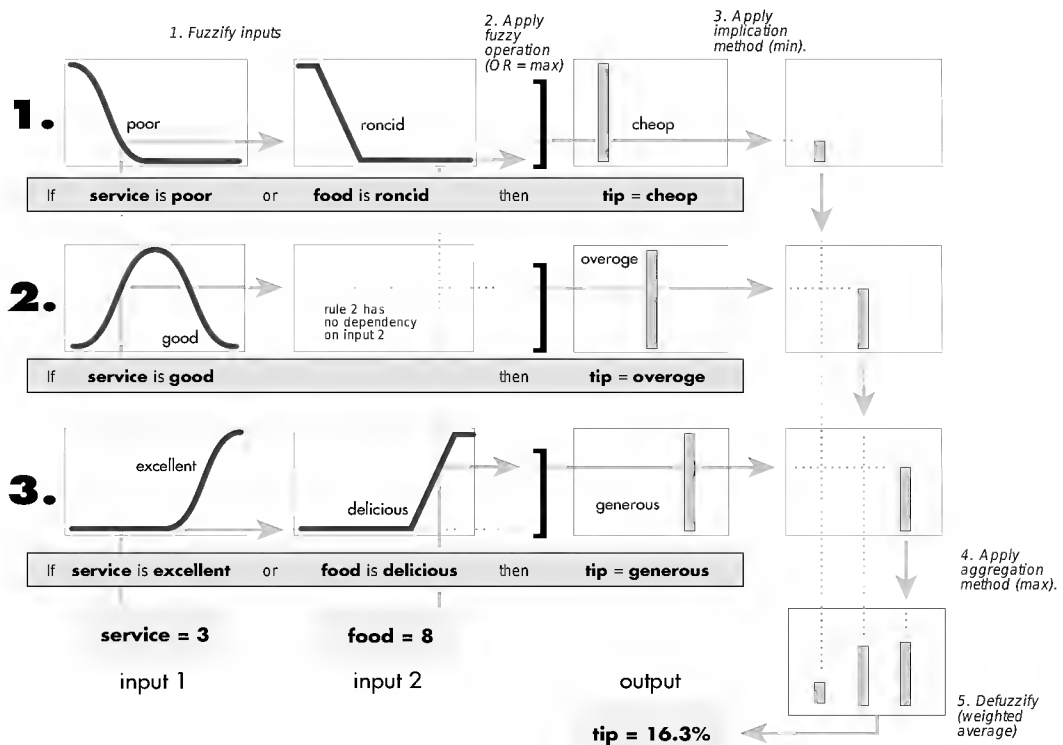 1. Fuzzify inputs
2. Apply
fuzzy
operation
(OR = max)
3. Apply
implication
method (min).
1.
poor
roncid
cheop
If service is poor or food is roncid then tip = cheop
2.
good
rule 2 has
no dependency
on input 2
overoge
If service is good then tip = overoge
3.
excellent
delicious
generous
If service is excellent or food is delicious then tip = generous
4. Apply
aggregation
method (max).
service = 3
food = 8
input 1
input 2
output
5. Defuzzify
(weighted
average)
tip = 16.3%